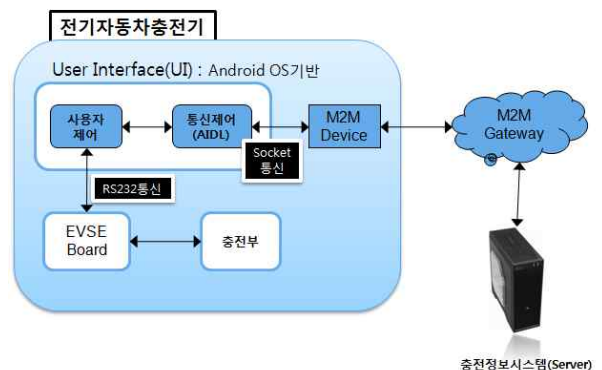 전기자동차충전기
User Interface(UI) : Android OS기반
사용자
제어
통신제어
(AIDL)
M2M
Device
M2M
Gateway
Socket
통신
RS232통신
EVSE
Board
충전부
충전정보시스템(Server)